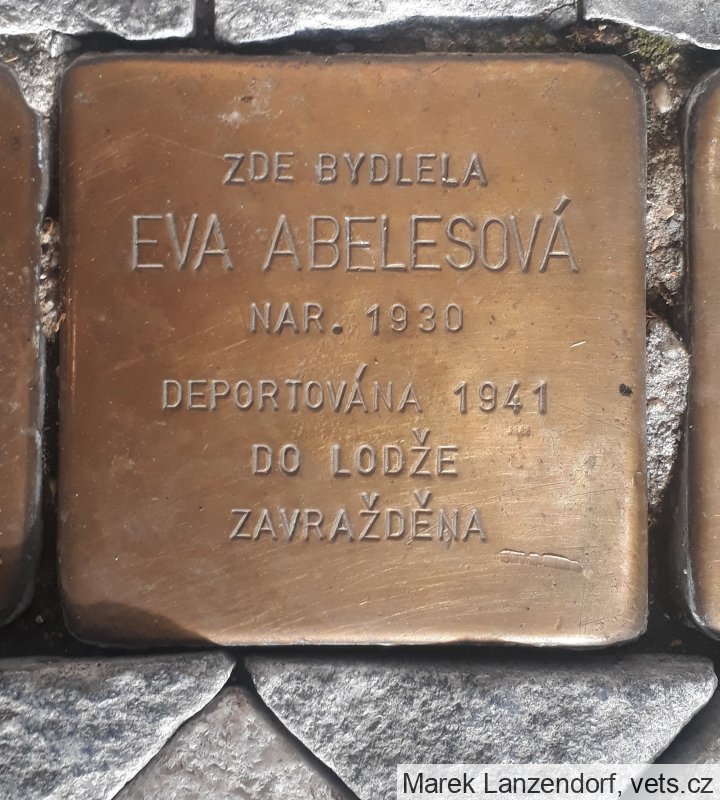 ZDE BYDLELA
EVA ABELESOVÁ
NAR. 1930
DEPORTOVÁNA 1941
DO LODŽE
ZAVRAŽDĚNA
Marek Lanzendorf, vets.cz